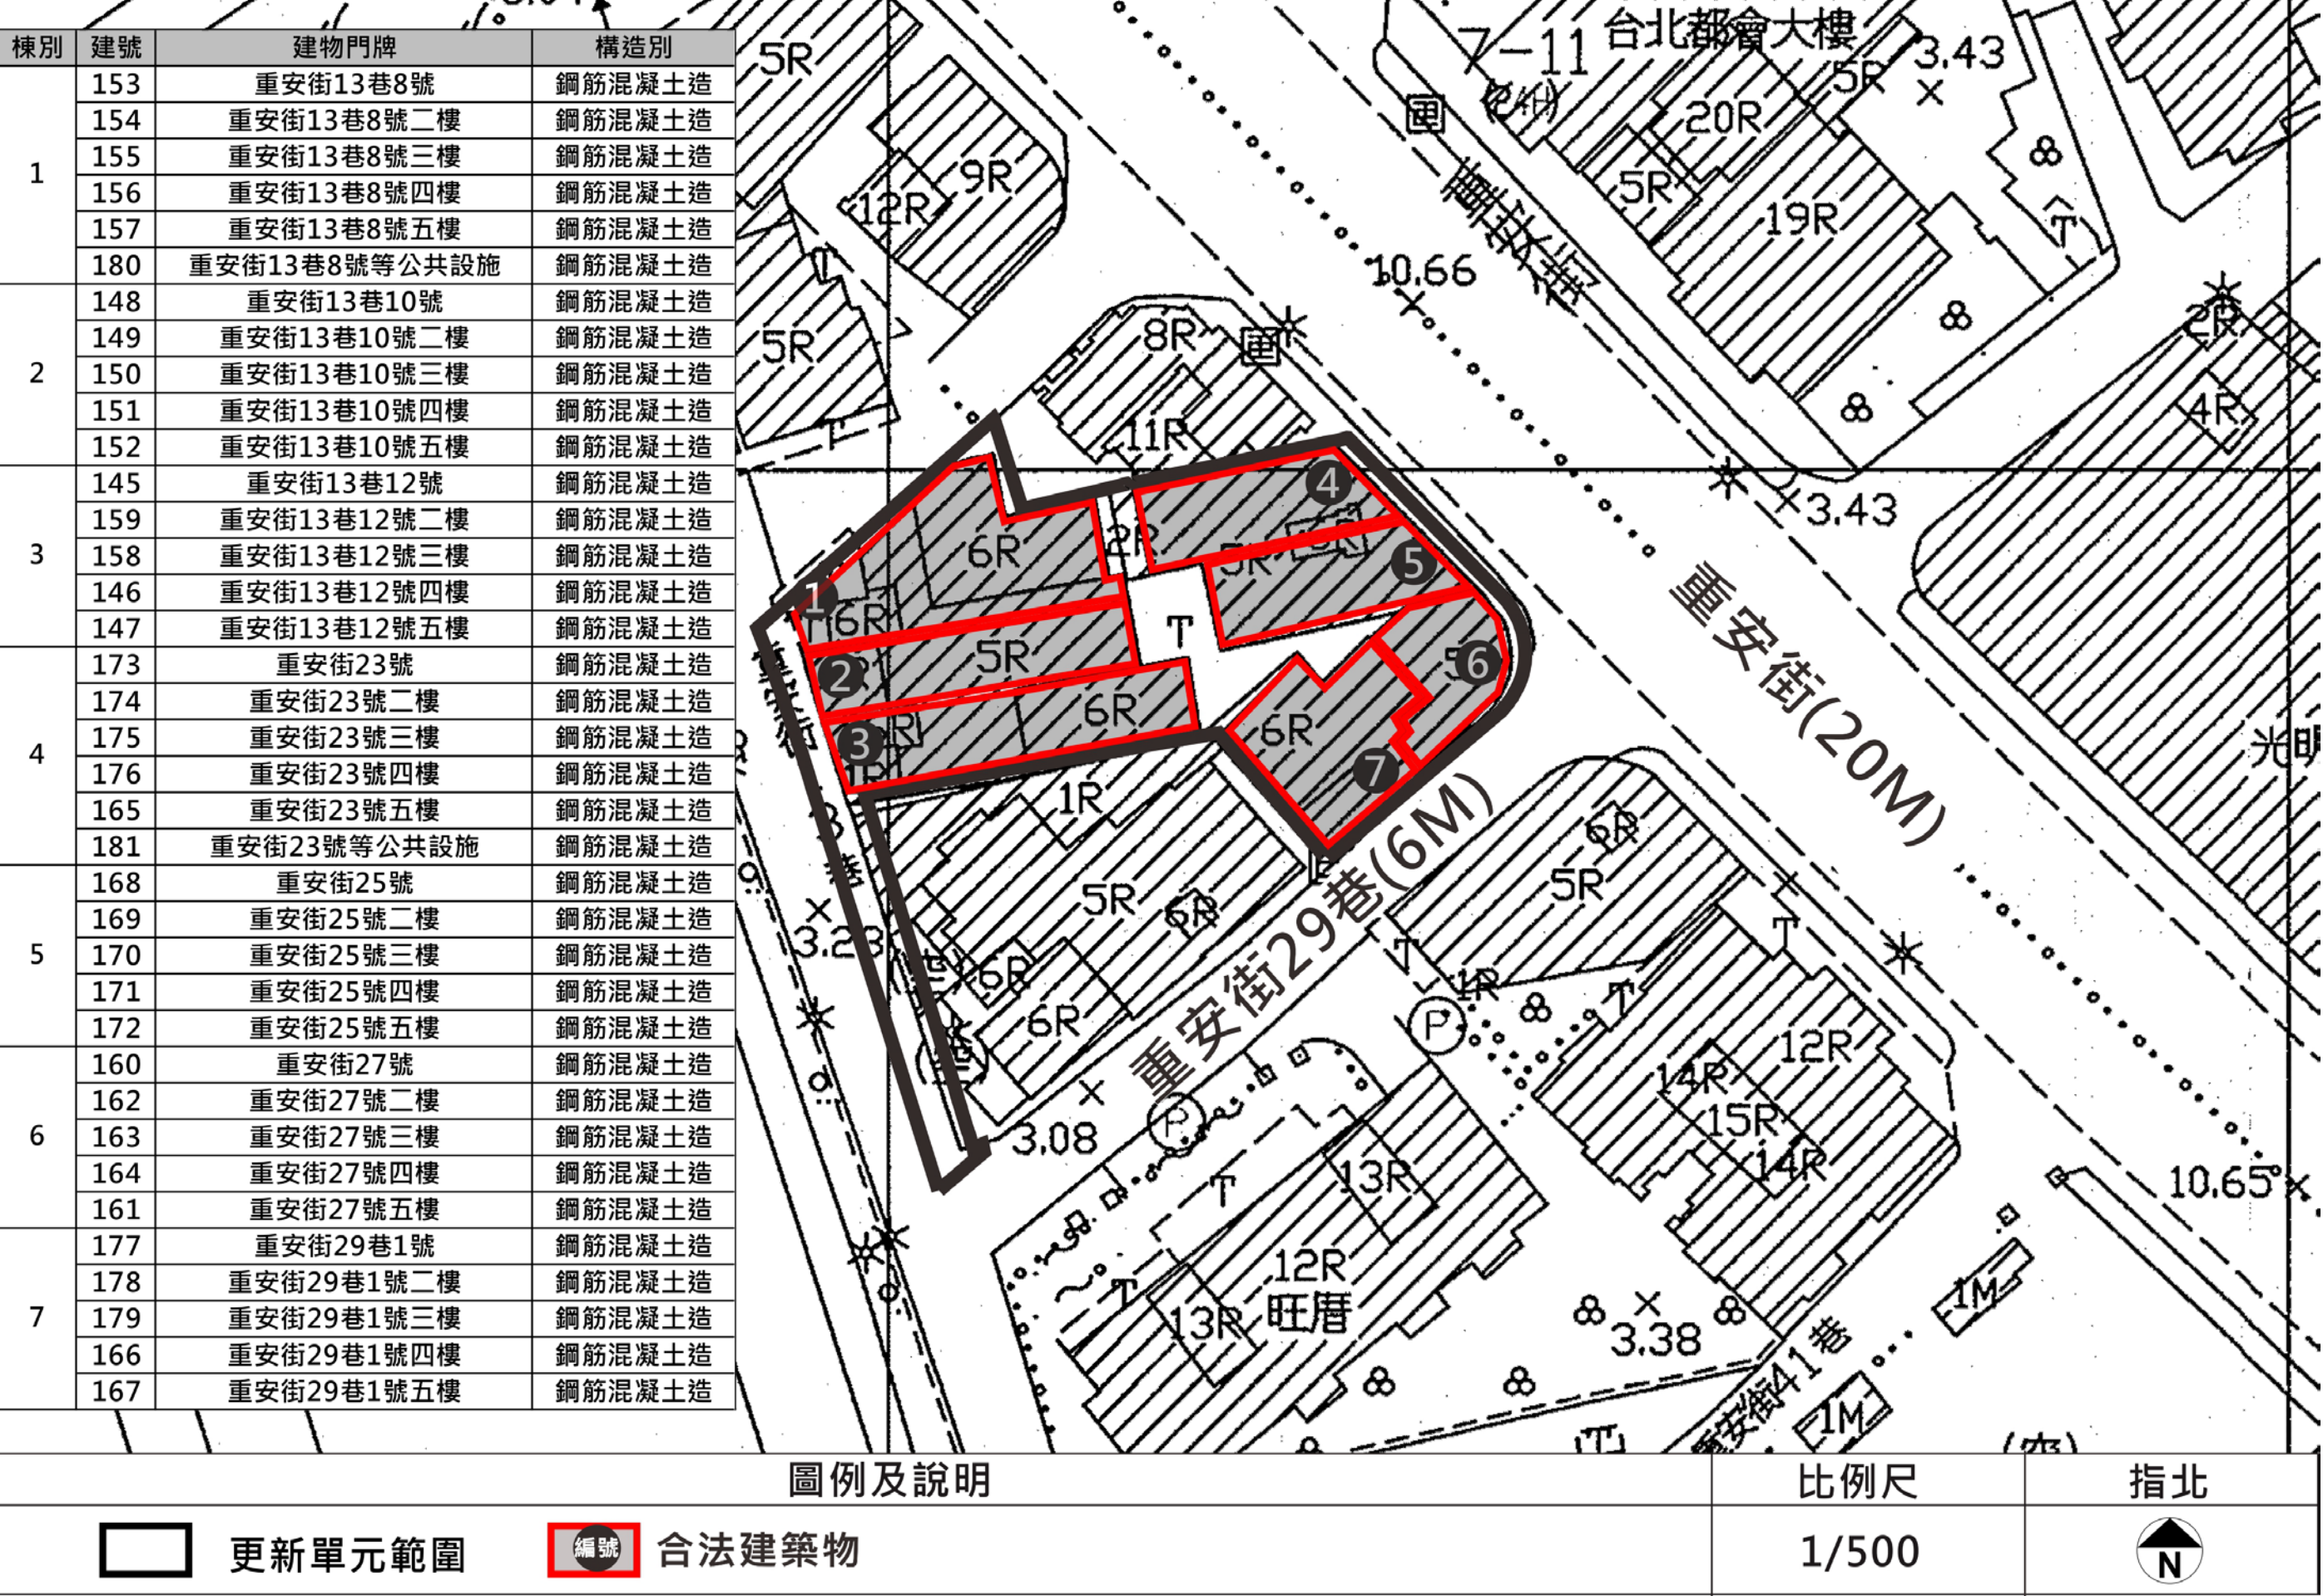 棟別 建號 建物門牌 構造別
1
153 重安街13巷8號 鋼筋混凝土造
154 重安街13巷8號二樓 鋼筋混凝土造
155 重安街13巷8號三樓 鋼筋混凝土造
156 重安街13巷8號四樓 鋼筋混凝土造
157 重安街13巷8號五樓 鋼筋混凝土造
180 重安街13巷8號等公共設施 鋼筋混凝土造
2
148 重安街13巷10號 鋼筋混凝土造
149 重安街13巷10號二樓 鋼筋混凝土造
150 重安街13巷10號三樓 鋼筋混凝土造
151 重安街13巷10號四樓 鋼筋混凝土造
152 重安街13巷10號五樓 鋼筋混凝土造
3
145 重安街13巷12號 鋼筋混凝土造
159 重安街13巷12號二樓 鋼筋混凝土造
158 重安街13巷12號三樓 鋼筋混凝土造
146 重安街13巷12號四樓 鋼筋混凝土造
147 重安街13巷12號五樓 鋼筋混凝土造
4
173 重安街23號 鋼筋混凝土造
174 重安街23號二樓 鋼筋混凝土造
175 重安街23號三樓 鋼筋混凝土造
176 重安街23號四樓 鋼筋混凝土造
165 重安街23號五樓 鋼筋混凝土造
181 重安街23號等公共設施 鋼筋混凝土造
5
168 重安街25號 鋼筋混凝土造
169 重安街25號二樓 鋼筋混凝土造
170 重安街25號三樓 鋼筋混凝土造
171 重安街25號四樓 鋼筋混凝土造
172 重安街25號五樓 鋼筋混凝土造
6
160 重安街27號 鋼筋混凝土造
162 重安街27號二樓 鋼筋混凝土造
163 重安街27號三樓 鋼筋混凝土造
164 重安街27號四樓 鋼筋混凝土造
161 重安街27號五樓 鋼筋混凝土造
7
177 重安街29巷1號 鋼筋混凝土造
178 重安街29巷1號二樓 鋼筋混凝土造
179 重安街29巷1號三樓 鋼筋混凝土造
166 重安街29巷1號四樓 鋼筋混凝土造
167 重安街29巷1號五樓 鋼筋混凝土造
5R
9R
12R
5R
7-11
(24H)
台北都會大樓
5R
3.43
20R
5R
19R
10.66
8R
11R
2R
4R
3.43
光明
1
6R
6R
2R
2
5R
3
6R
T
4
5R
5
6
6R
7
重安街(20M)
重安街29巷(6M)
1R
5R
6R
6R
6R
3.23
3.08
P
P
6R
5R
T
T
1R
T
12R
14R
15R
14R
10.65
13R
T
T
12R
旺厝
13R
3.38
1M
1M
重安街41巷
圖例及說明 比例尺 指北
更新單元範圍
編號 合法建築物
1/500
N